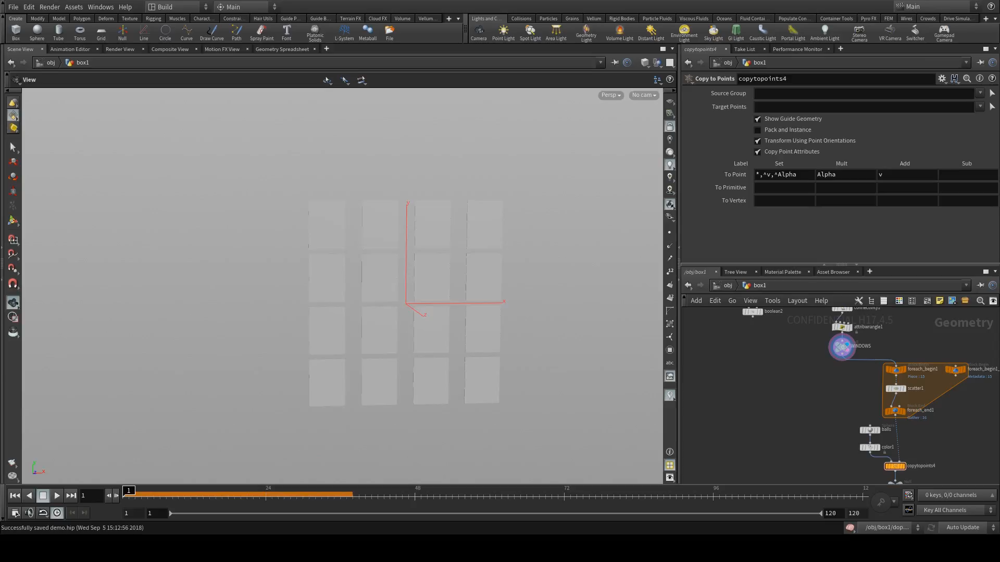 File Edit Render Assets Windows Help Build Main Main
Create Modify Model Polygon Deform Texture Rigging Muscles Charact... Constrai... Hair Utils Guide P... Guide B... Terrain FX Cloud FX Volume Vellum...
Lights and C... Collisions Particles Grains Vellum Rigid Bodies Particle Fluids Viscous Fluids Oceans Fluid Contai... Populate Con... Container Tools Pyro FX FEM Wires Crowds Drive Simula...
Box Sphere Tube Torus Grid Null Line Circle Curve Draw Curve Path Spray Paint Font Platonic Solids L-System Metaball File
Camera Point Light Spot Light Area Light Geometry Light Volume Light Distant Light Environment Light Sky Light GI Light Caustic Light Portal Light Ambient Light Stereo Camera VR Camera Switcher Gamepad Camera
Scene View Animation Editor Render View Composite View Motion FX View Geometry Spreadsheet
copytopoints4 Take List Performance Monitor
obj box1
obj box1
View
Copy to Points copytopoints4
Persp No cam
Source Group
Target Points
Show Guide Geometry
Pack and Instance
Transform Using Point Orientations
Copy Point Attributes
Label Set Mult Add Sub
To Point *,^v,^Alpha Alpha v
To Primitive
To Vertex
y
x
z
12
12
abc
/obj/box1 Tree View Material Palette Asset Browser
obj box1
Add Edit Go View Tools Layout Help
CONFIDENTIAL H17.4.5
Geometry
boolean2
connectivity1
attribwrangle1
WINDOWS
Block Begin
foreach_begin1
Piece : 15
Block Begin
foreach_begin1_
Metadata : 15
scatter1
Block End
foreach_end1
Gather : 16
Sphere
balls
color1
copytopoints4
Null
z x
1 1 24 48 72 96 12
0 keys, 0/0 channels
1 1 120 120 Key All Channels
Successfully saved demo.hip (Wed Sep 5 15:12:56 2018)
/obj/box1/dop... Auto Update